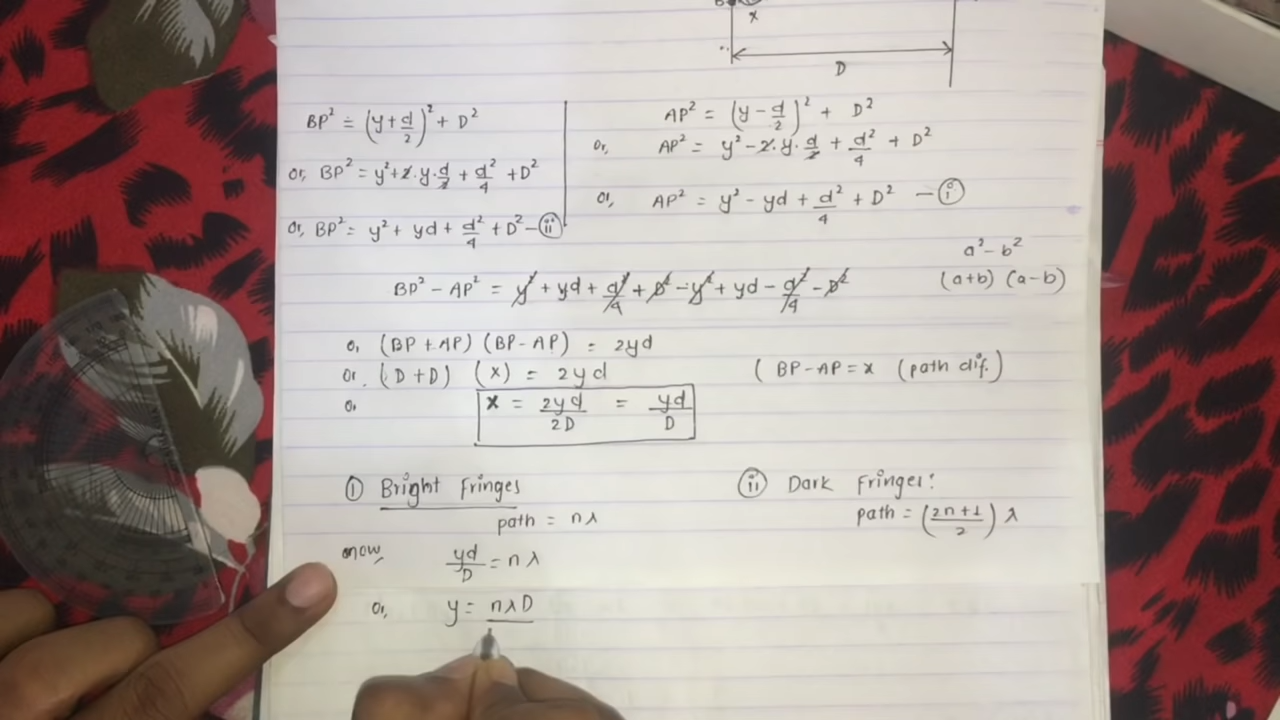 x
D
BP² = (y + d/2)² + D²
or, BP² = y² + 2.y.d/2 + d²/4 + D²
or, BP² = y² + yd + d²/4 + D² - (ii)
AP² = (y - d/2)² + D²
or, AP² = y² - 2.y.d/2 + d²/4 + D²
or, AP² = y² - yd + d²/4 + D² - (i)
a² - b²
(a+b) (a-b)
BP² - AP² = y² + yd + d²/4 + D² - y² + yd - d²/4 - D²
or (BP + AP) (BP - AP) = 2yd
or. (D + D) (x) = 2yd
( BP - AP = x (path dif.)
or x = 2yd/2D = yd/D
(i) Bright Fringes
path = nλ
now, yd/D = nλ
or, y = nλD
(ii) Dark Fringes:
path = (2n+1/2) λ